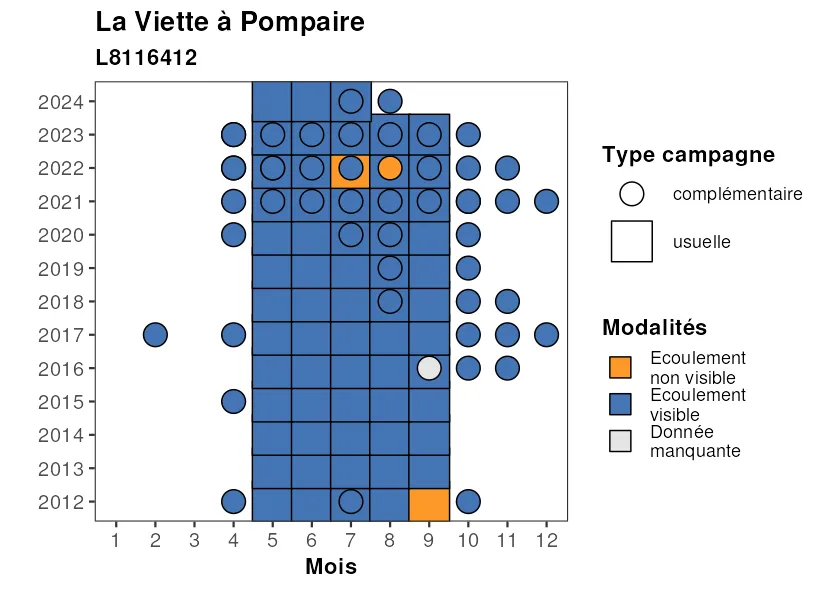 La Viette à Pompaire
L8116412
2024
2023
2022
2021
2020
2019
2018
2017
2016
2015
2014
2013
2012
1 2 3 4 5 6 7 8 9 10 11 12
Mois
Type campagne
complémentaire
usuelle
Modalités
Ecoulement
non visible
Ecoulement
visible
Donnée
manquante